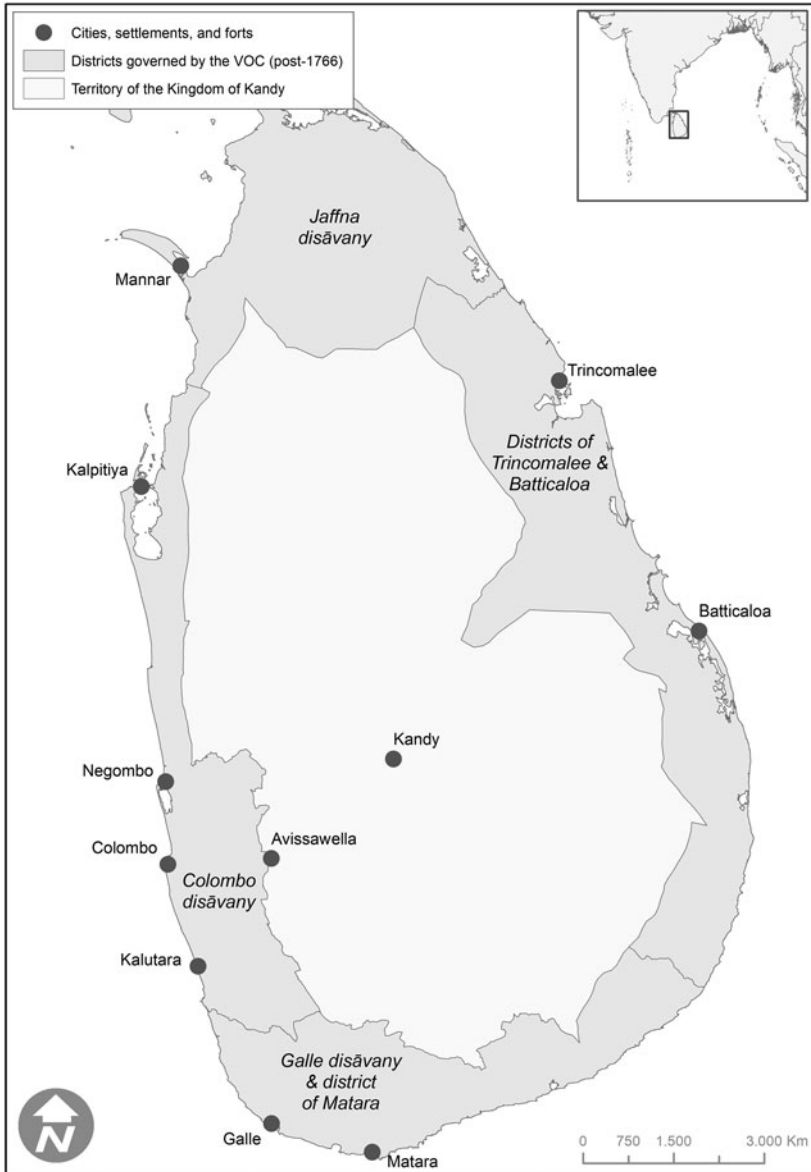 Cities, settlements, and forts
Districts governed by the VOC (post-1766)
Territory of the Kingdom of Kandy
Jaffna
disāvany
Mannar
Trincomalee
Districts of
Trincomalee &
Batticaloa
Kalpitiya
Batticaloa
Kandy
Negombo
Avissawella
Colombo
Colombo
disāvany
Kalutara
Galle disāvany
& district
of Matara
Galle
Matara
N
0 750 1.500 3.000 Km